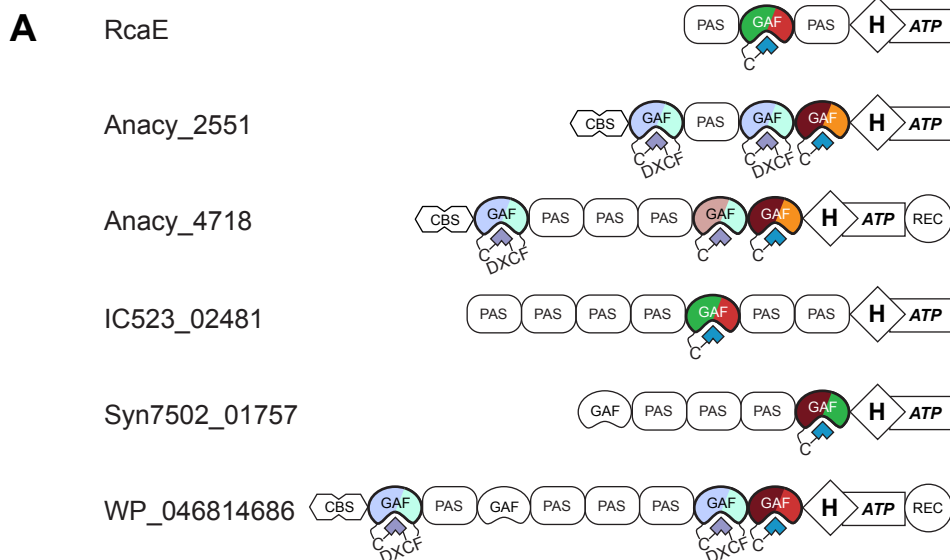 A
RcaE PAS GAF PAS H ATP
C
Anacy_2551 CBS GAF PAS GAF GAF H ATP
C DXCF C DXCF C
Anacy_4718 CBS GAF PAS PAS PAS GAF GAF H ATP REC
C DXCF C C
IC523_02481 PAS PAS PAS PAS GAF PAS PAS H ATP
C
Syn7502_01757 GAF PAS PAS PAS GAF H ATP
C
WP_046814686 CBS GAF PAS GAF PAS PAS PAS GAF GAF H ATP REC
C DXCF C DXCF C